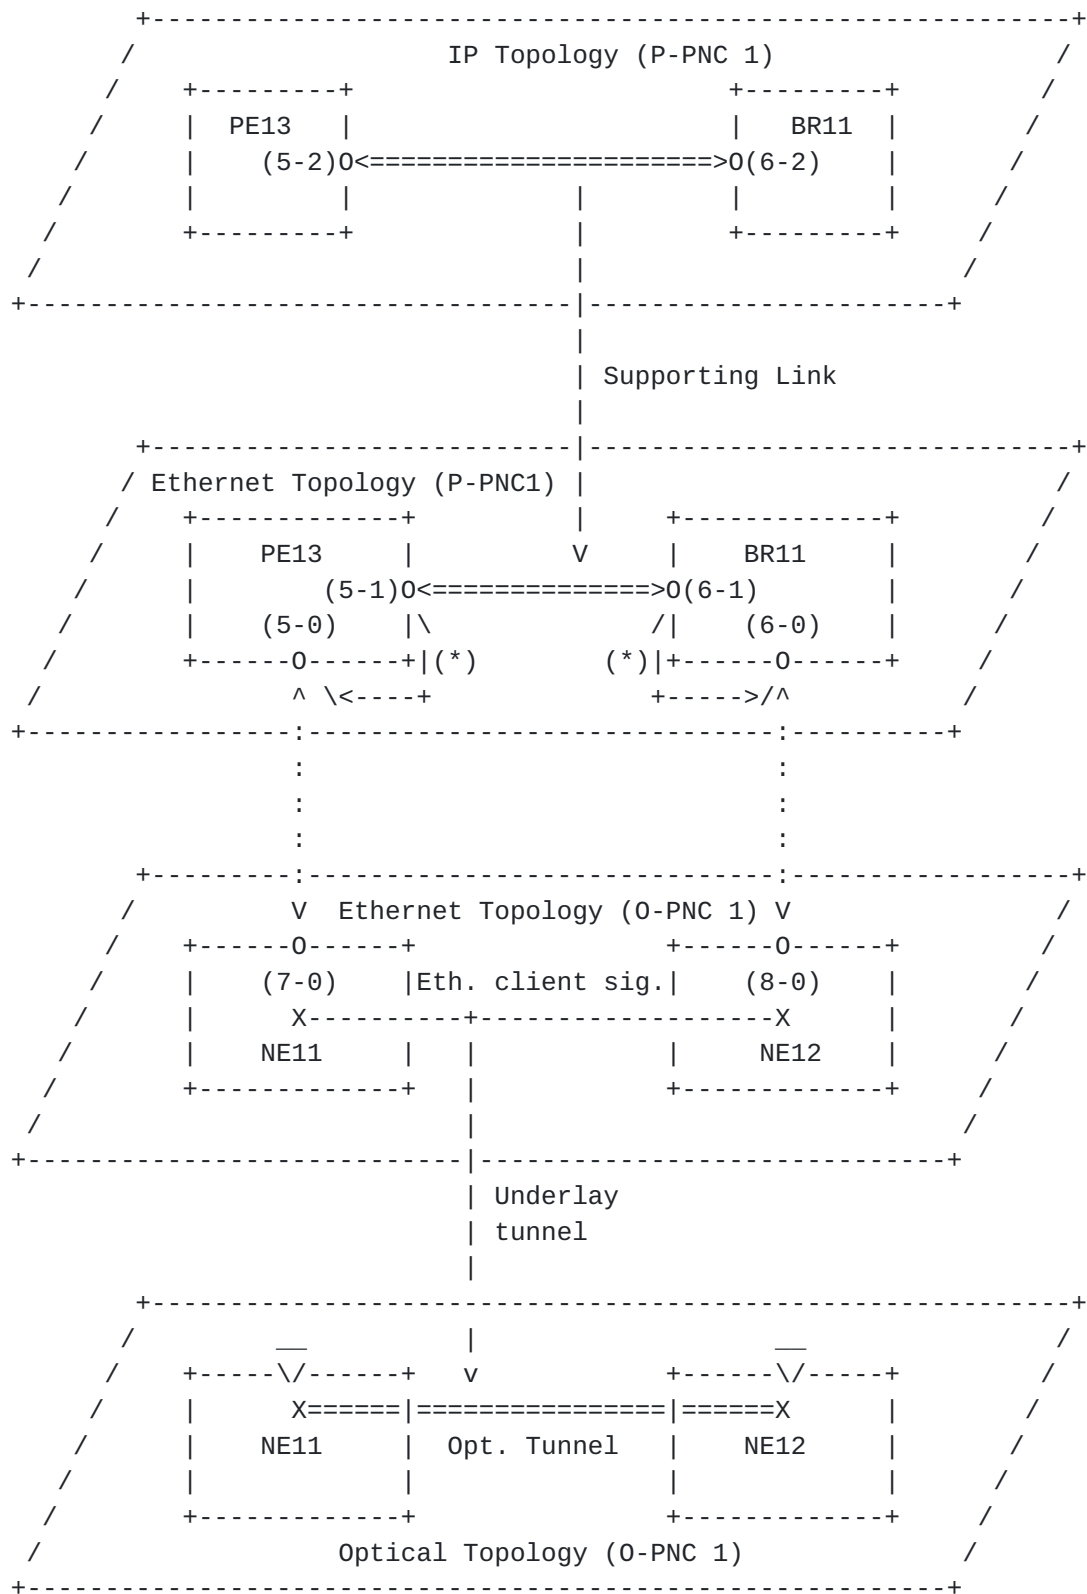 IP Topology (P-PNC 1)
PE13 BR11
(5-2)O<======================>O(6-2)
Supporting Link
Ethernet Topology (P-PNC1)
V
PE13 BR11
(5-1)O<==============>O(6-1)
(5-0) (6-0)
O (*) (*) O
V Ethernet Topology (O-PNC 1) V
O O
(7-0) Eth. client sig. (8-0)
X----------+-------------------X
NE11 NE12
Underlay
tunnel
v
X======|================|======X
NE11 Opt. Tunnel NE12
Optical Topology (O-PNC 1)